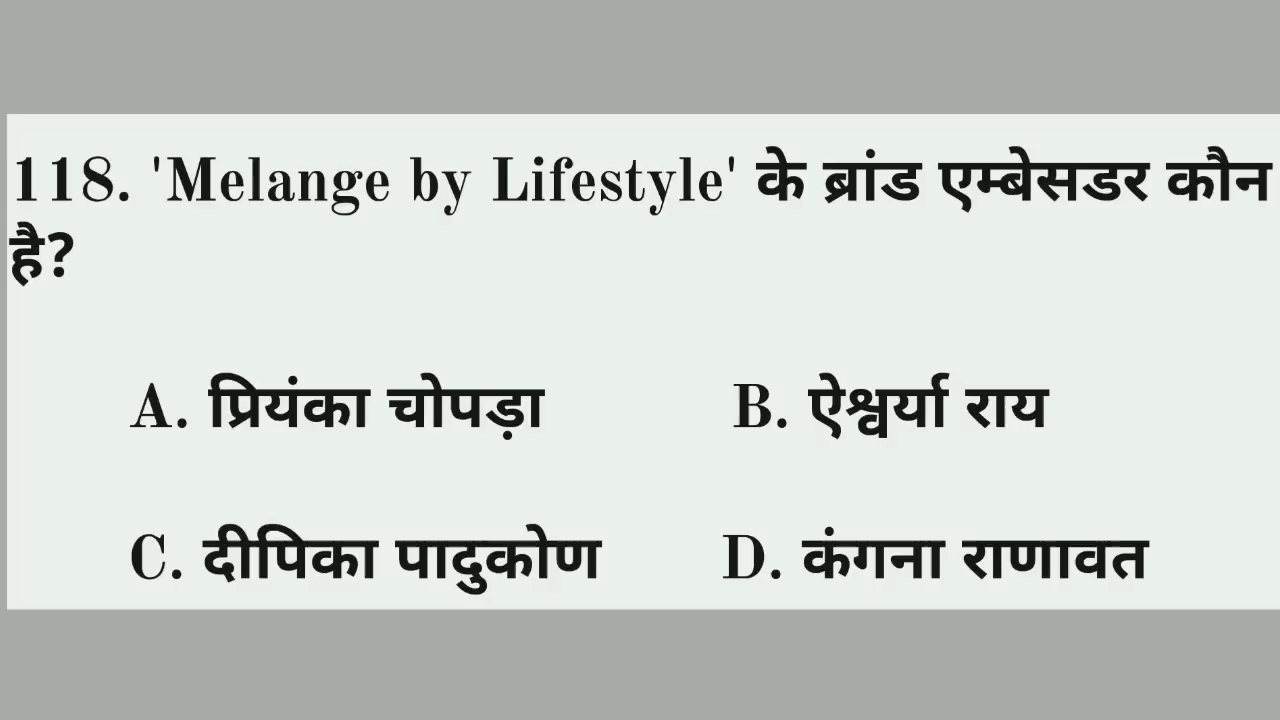 118. 'Melange by Lifestyle' के ब्रांड एम्बेसडर कौन
है?
A. प्रियंका चोपड़ा B. ऐश्वर्या राय
C. दीपिका पादुकोण D. कंगना राणावत